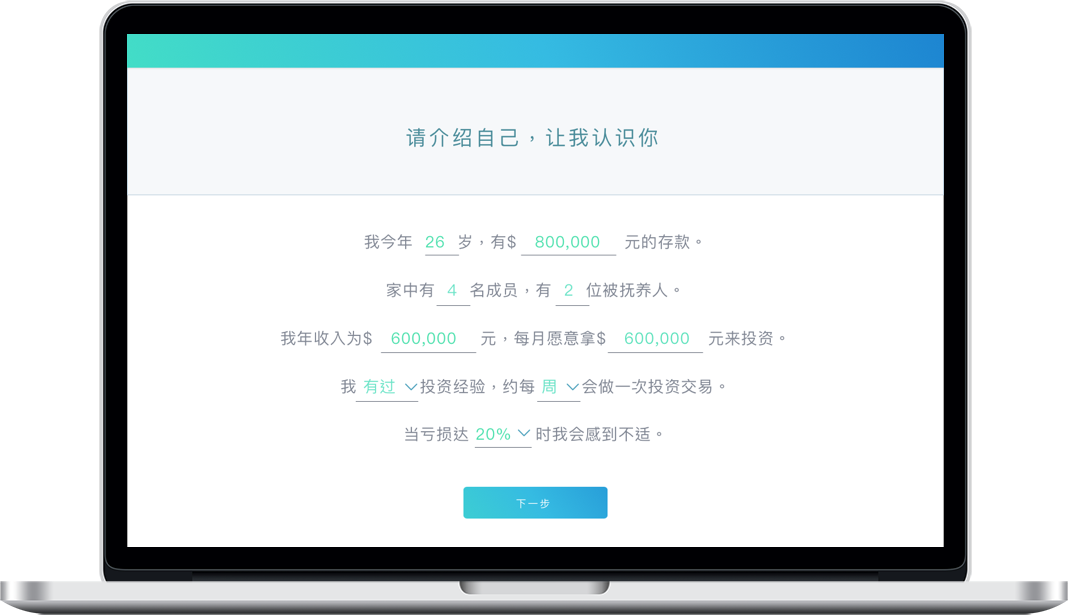 请介绍自己，让我认识你
我今年 26 岁，有$ 800,000 元的存款。
家中有 4 名成员，有 2 位被抚养人。
我年收入为$ 600,000 元，每月愿意拿$ 600,000 元来投资。
我 有过 投资经验，约每 周 会做一次投资交易。
当亏损达 20% 时我会感到不适。
下一步